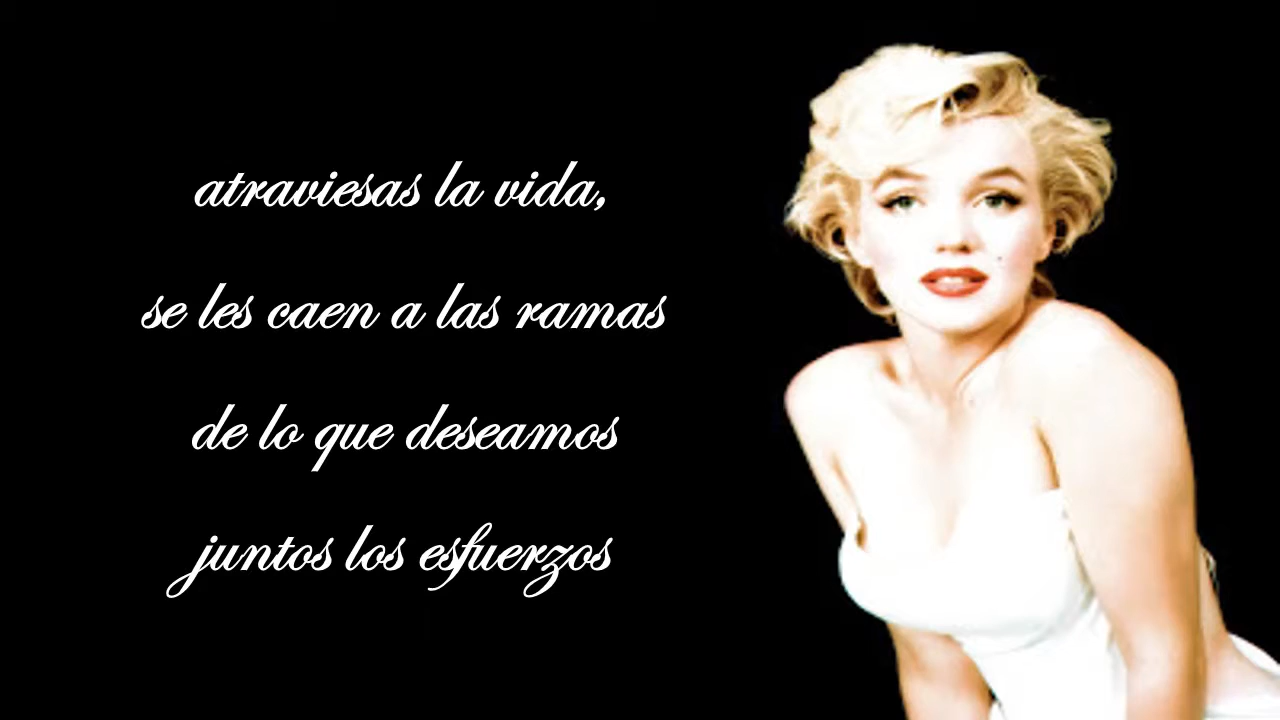 atraviesas la vida,
se les caen a las ramas
de lo que deseamos
juntos los esfuerzos